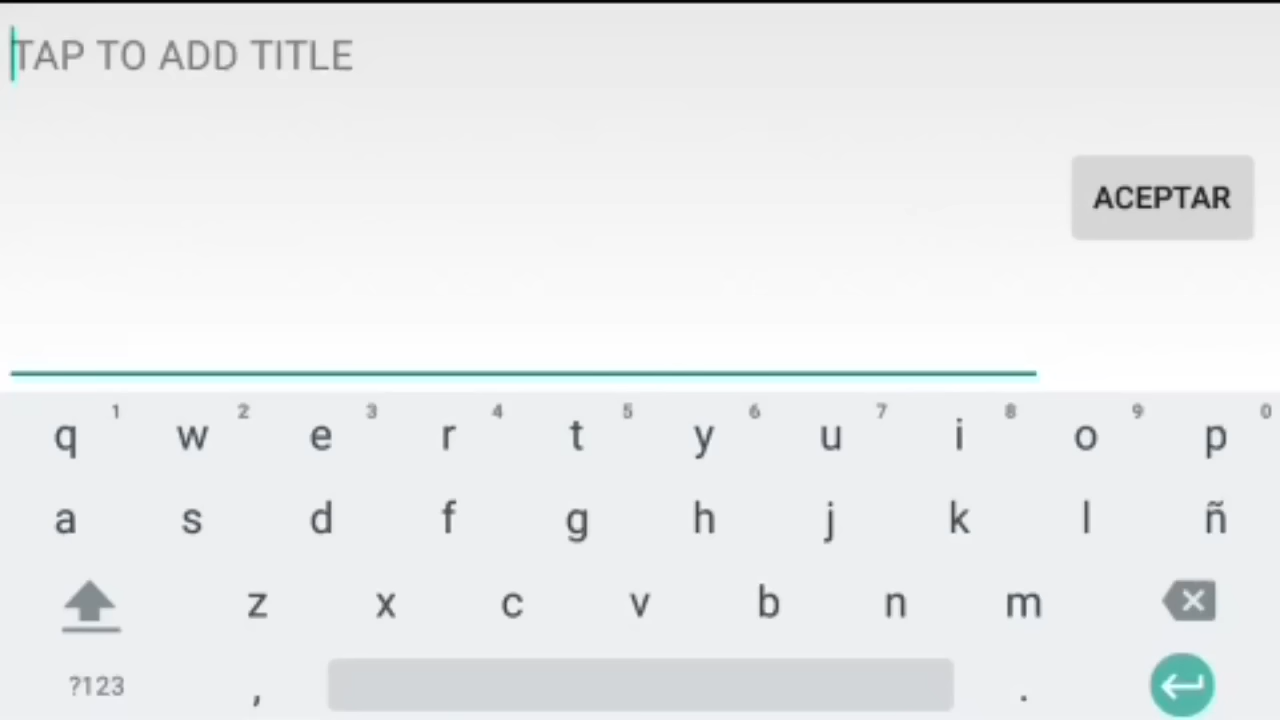 TAP TO ADD TITLE
ACEPTAR
1 2 3 4 5 6 7 8 9 0
q w e r t y u i o p
a s d f g h j k l ñ
z x c v b n m
?123 , .